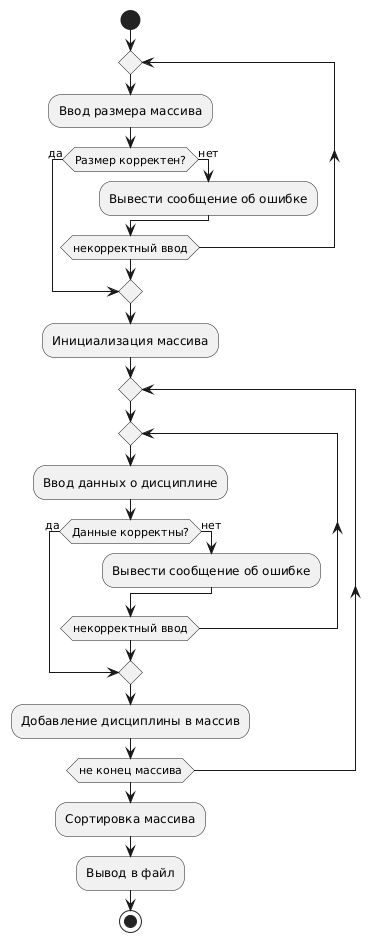 Ввод размера массива
да
Размер корректен?
нет
Вывести сообщение об ошибке
некорректный ввод
Инициализация массива
Ввод данных о дисциплине
да
Данные корректны?
нет
Вывести сообщение об ошибке
некорректный ввод
Добавление дисциплины в массив
не конец массива
Сортировка массива
Вывод в файл